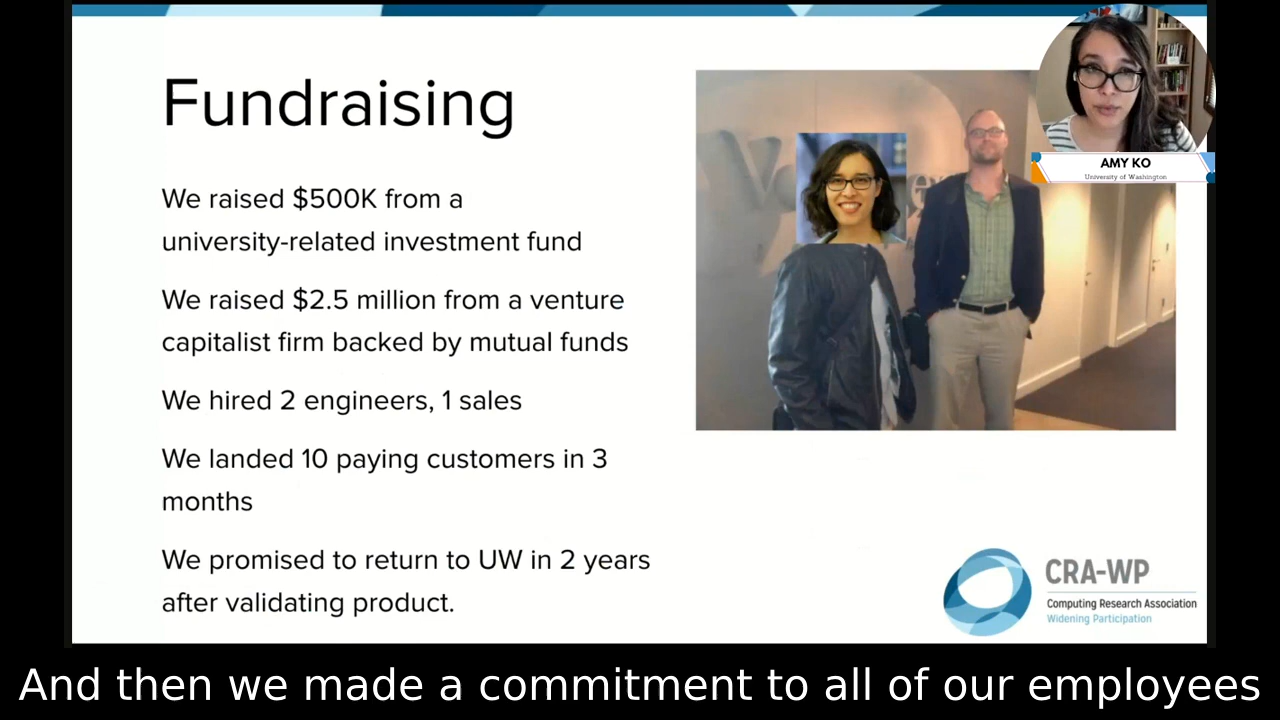 Fundraising
We raised $500K from a
university-related investment fund
We raised $2.5 million from a venture
capitalist firm backed by mutual funds
We hired 2 engineers, 1 sales
We landed 10 paying customers in 3
months
We promised to return to UW in 2 years
after validating product.
AMY KO
University of Washington
CRA-WP
Computing Research Association
Widening Participation
And then we made a commitment to all of our employees